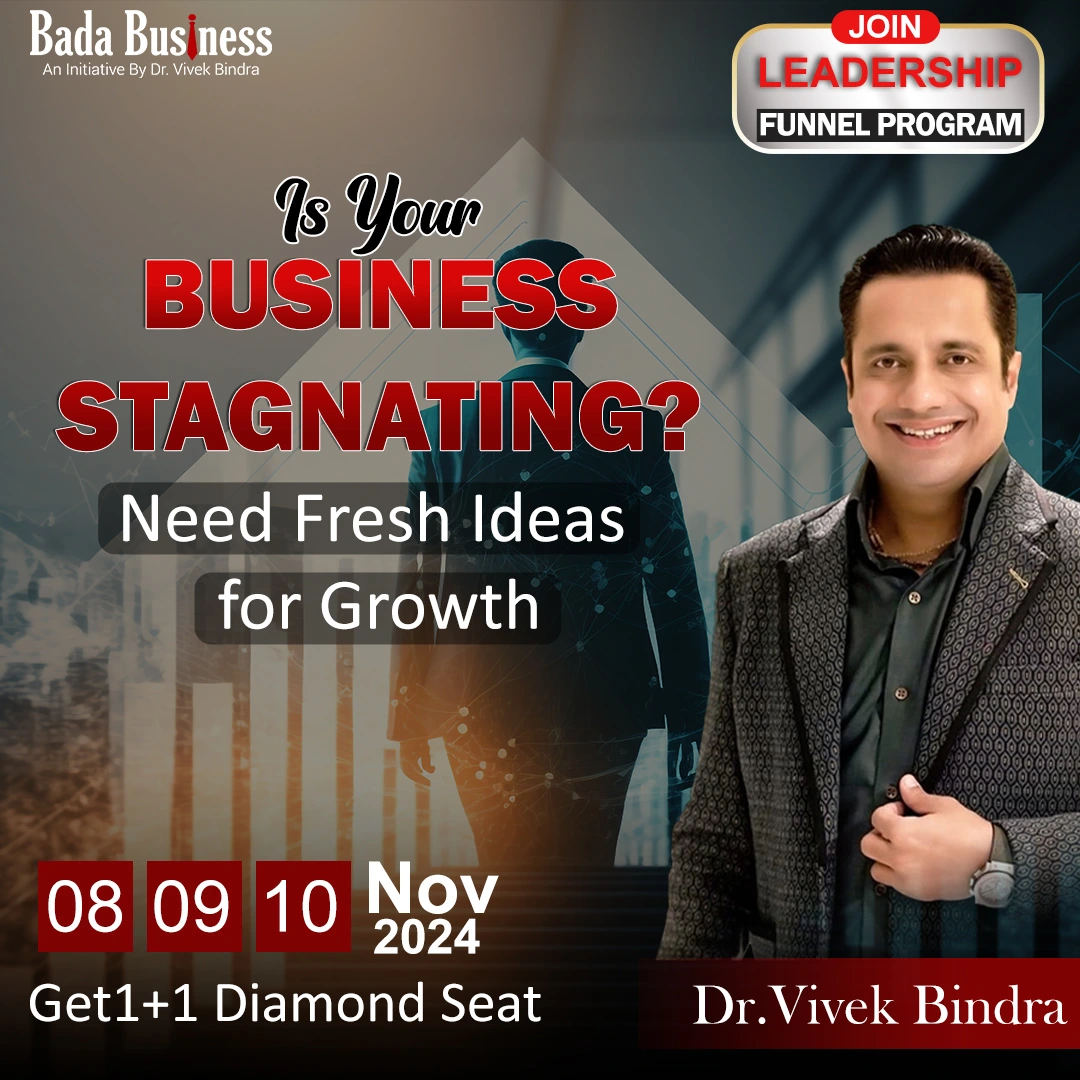 Bada Business
An Initiative By Dr. Vivek Bindra
JOIN
LEADERSHIP
FUNNEL PROGRAM
Is Your
BUSINESS
STAGNATING?
Need Fresh Ideas
for Growth
08 09 10 Nov
2024
Get1+1 Diamond Seat
Dr.Vivek Bindra